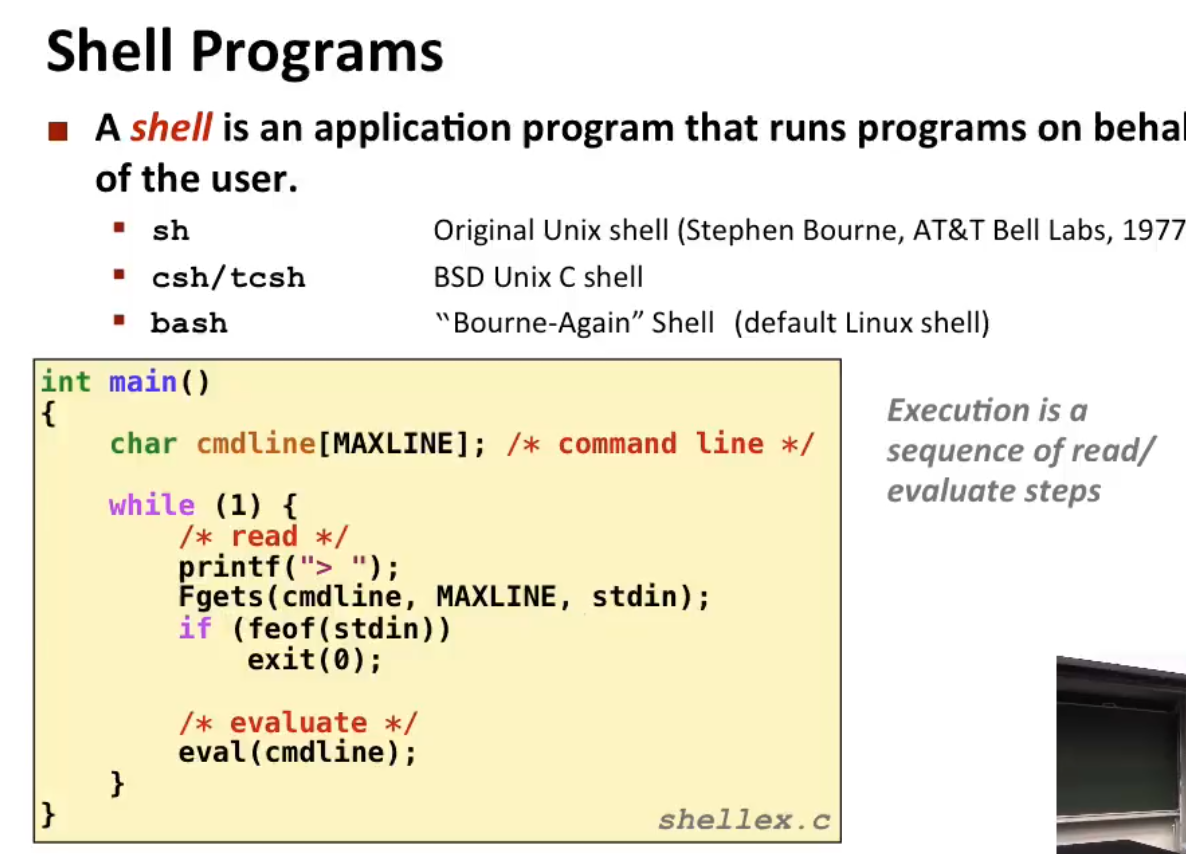 Shell Programs
A shell is an application program that runs programs on
of the user.
sh Original Unix shell (Stephen Bourne, AT&T Bell Labs, 1977
csh/tcsh BSD Unix C shell
bash “Bourne-Again” Shell (default Linux shell)
int main()
{
    char cmdline[MAXLINE]; /* command line */
    while (1) {
        /* read */
        printf("> ");
        Fgets(cmdline, MAXLINE, stdin);
        if (feof(stdin))
            exit(0);
        /* evaluate */
        eval(cmdline);
    }
}
shellex.c
Execution is a
sequence of read/
evaluate steps